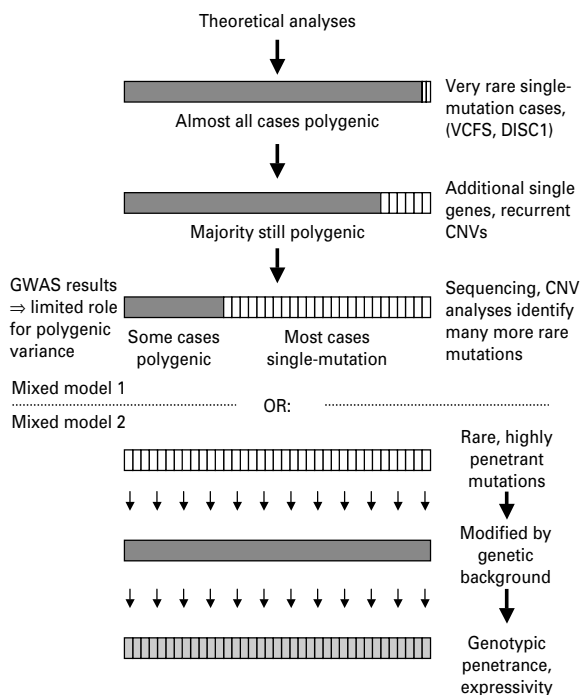 Theoretical analyses
Almost all cases polygenic
Very rare single-
mutation cases,
(VCFS, DISC1)
Majority still polygenic
Additional single
genes, recurrent
CNVs
GWAS results
⇒ limited role
for polygenic
variance
Some cases
polygenic
Most cases
single-mutation
Sequencing, CNV
analyses identify
many more rare
mutations
Mixed model 1
OR:
Mixed model 2
Rare, highly
penetrant
mutations
Modified by
genetic
background
Genotypic
penetrance,
expressivity